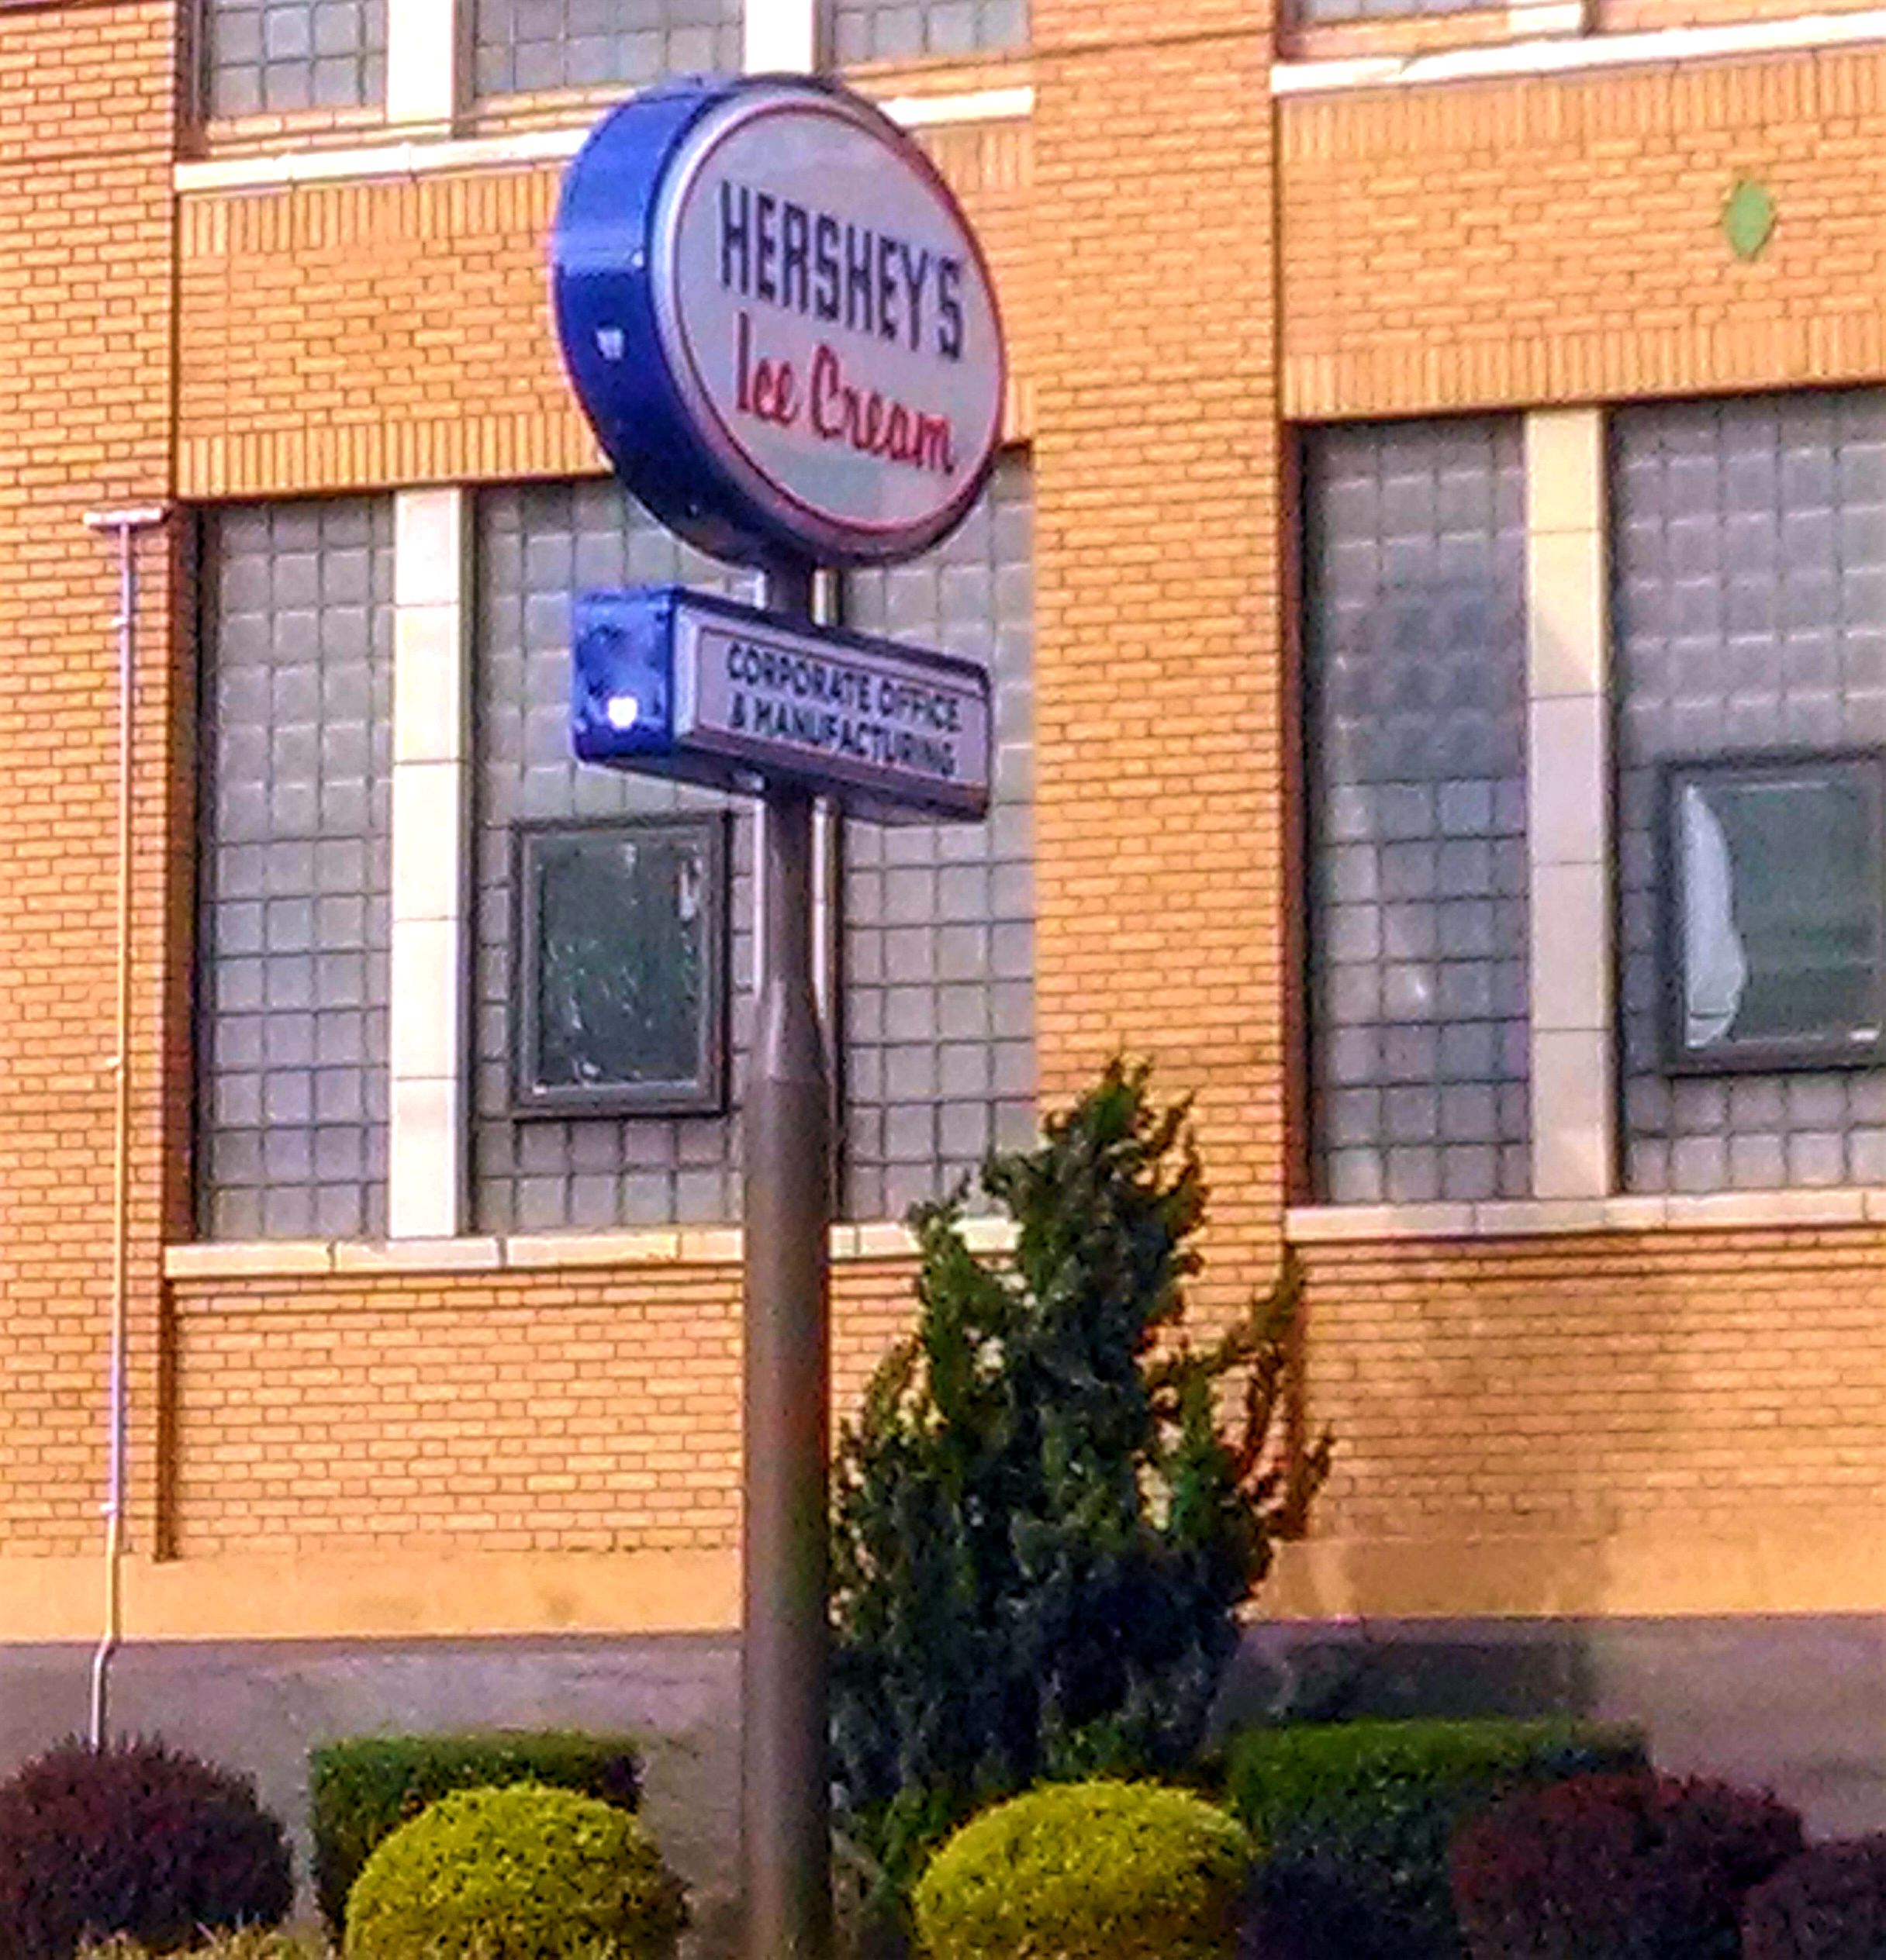 HERSHEY'S
Ice Cream
CORPORATE OFFICE
& MANUFACTURING